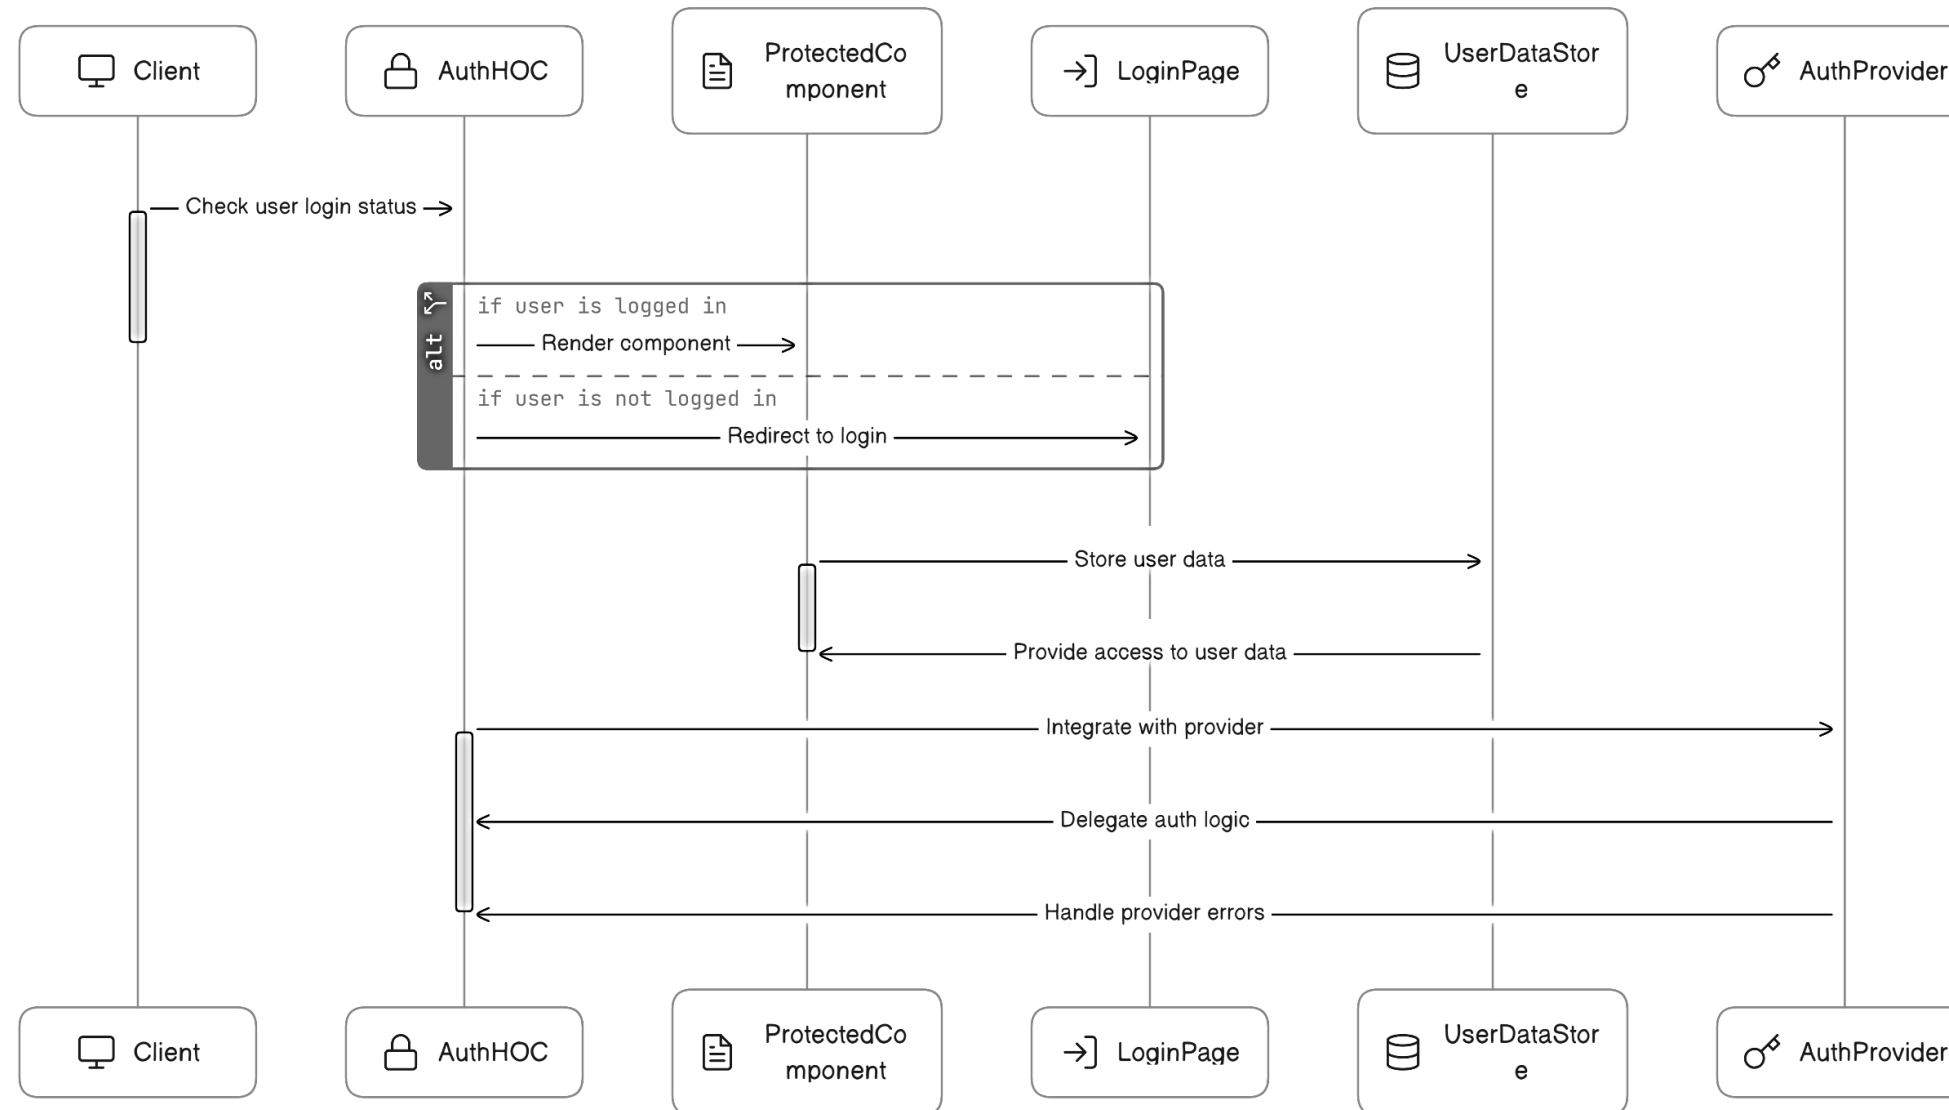 Client
AuthHOC
ProtectedCo
mponent
LoginPage
UserDataStor
e
AuthProvider
Check user login status
alt
if user is logged in
Render component
if user is not logged in
Redirect to login
Store user data
Provide access to user data
Integrate with provider
Delegate auth logic
Handle provider errors
Client
AuthHOC
ProtectedCo
mponent
LoginPage
UserDataStor
e
AuthProvider